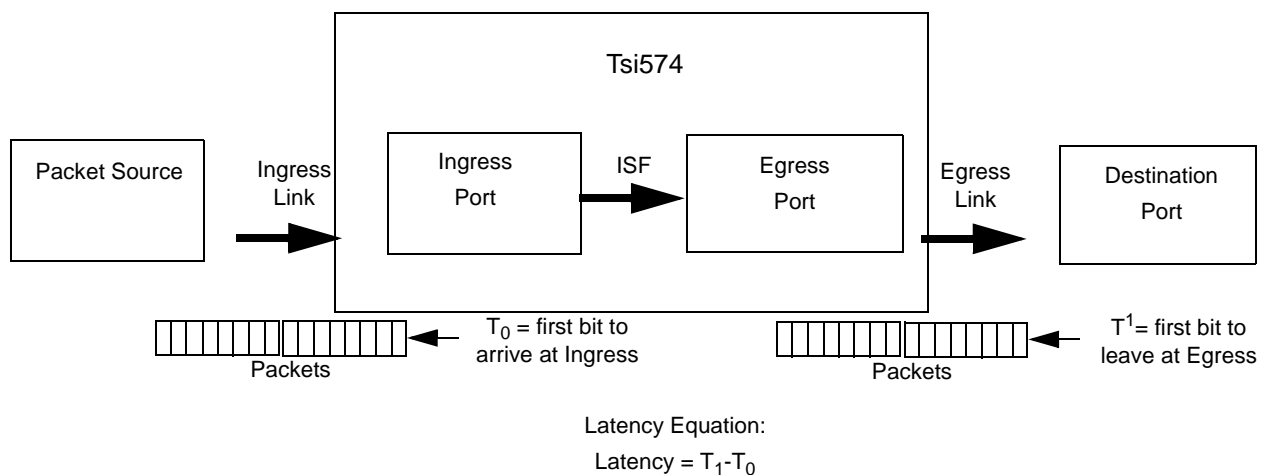 Tsi574
Packet Source
Ingress
Link
Ingress
Port
ISF
Egress
Port
Egress
Link
Destination
Port
T₀ = first bit to
arrive at Ingress
Packets
T¹= first bit to
leave at Egress
Packets
Latency Equation:
Latency = T₁-T₀